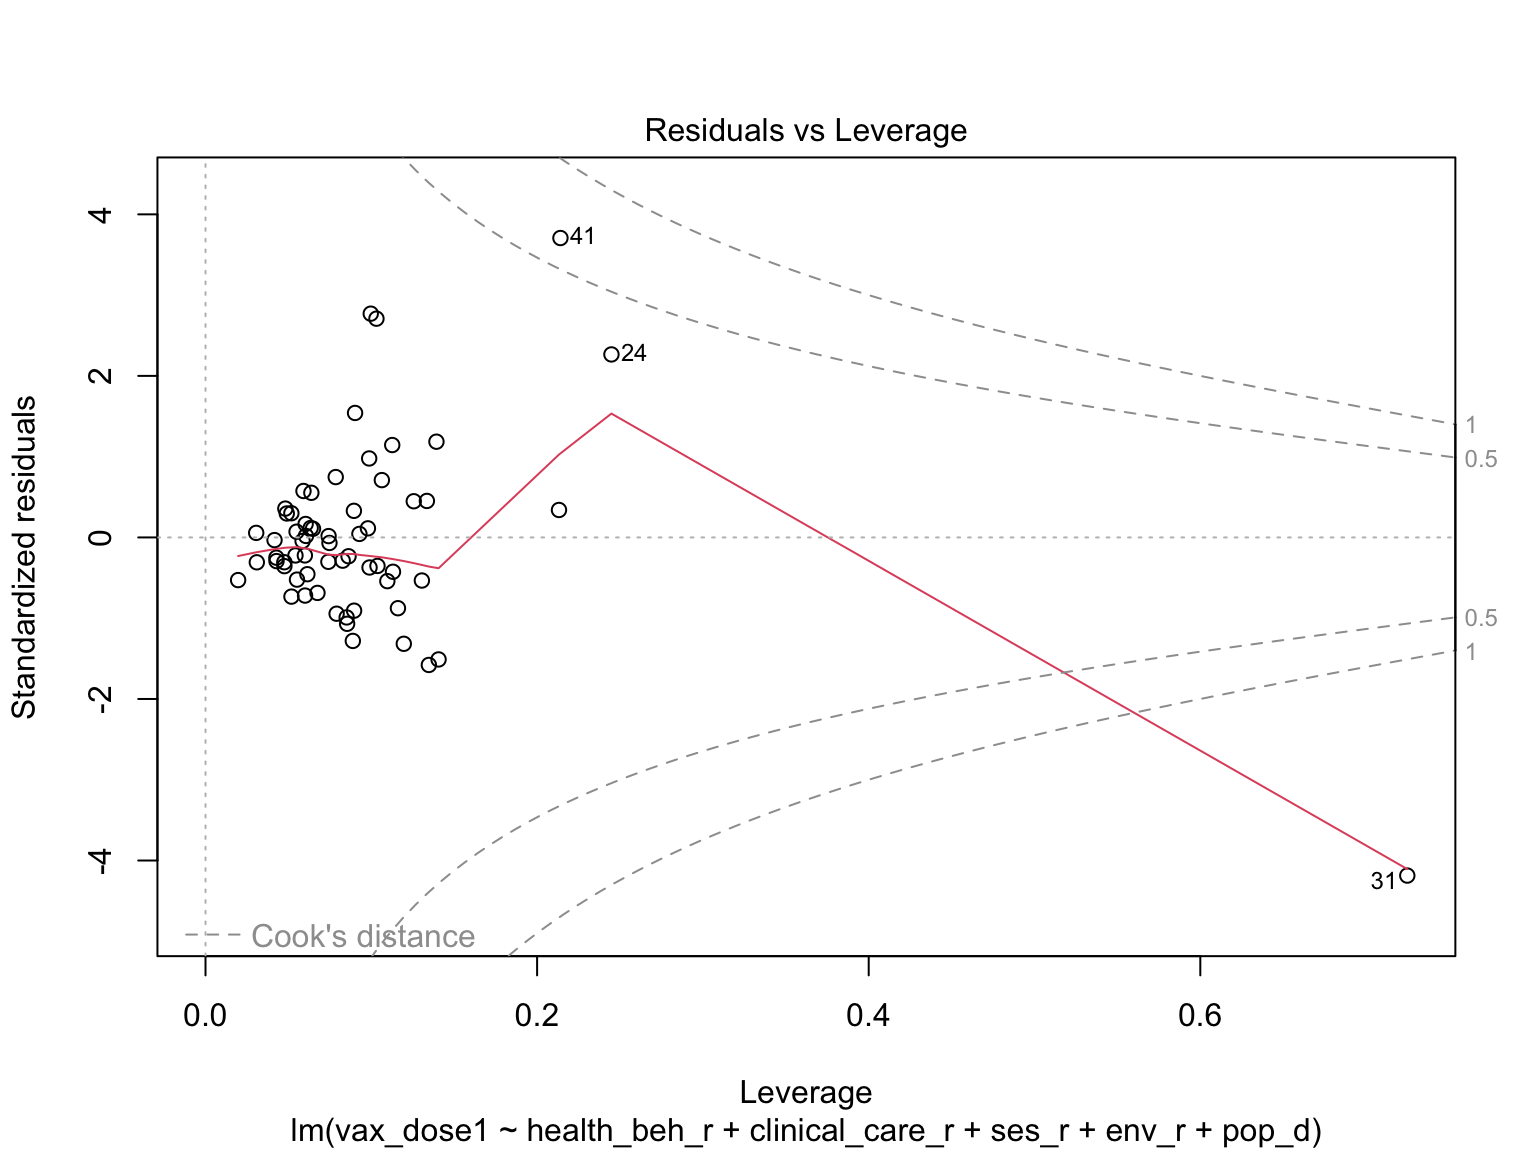 Residuals vs Leverage
Standardized residuals
4
2
0
-2
-4
41
24
31
1
0.5
0.5
1
Cook's distance
0.0 0.2 0.4 0.6
Leverage
lm(vax_dose1 ~ health_beh_r + clinical_care_r + ses_r + env_r + pop_d)